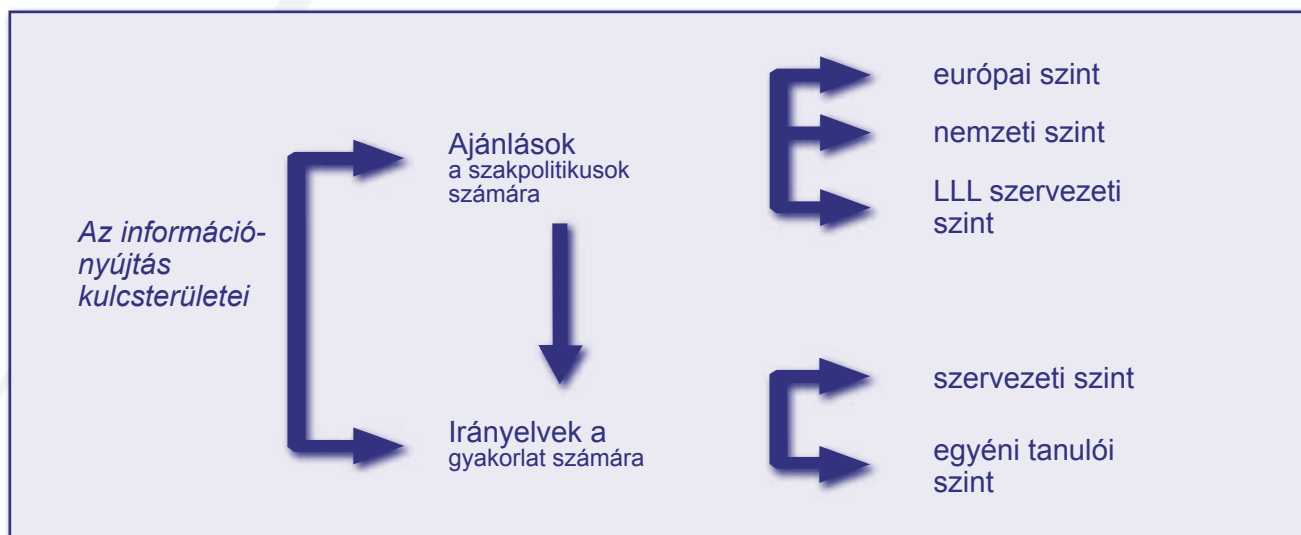 Az információ-
nyújtás
kulcsterületei
Ajánlások
a szakpolitikusok
számára
európai szint
nemzeti szint
LLL szervezeti
szint
Irányelvek a
gyakorlat számára
szervezeti szint
egyéni tanulói
szint